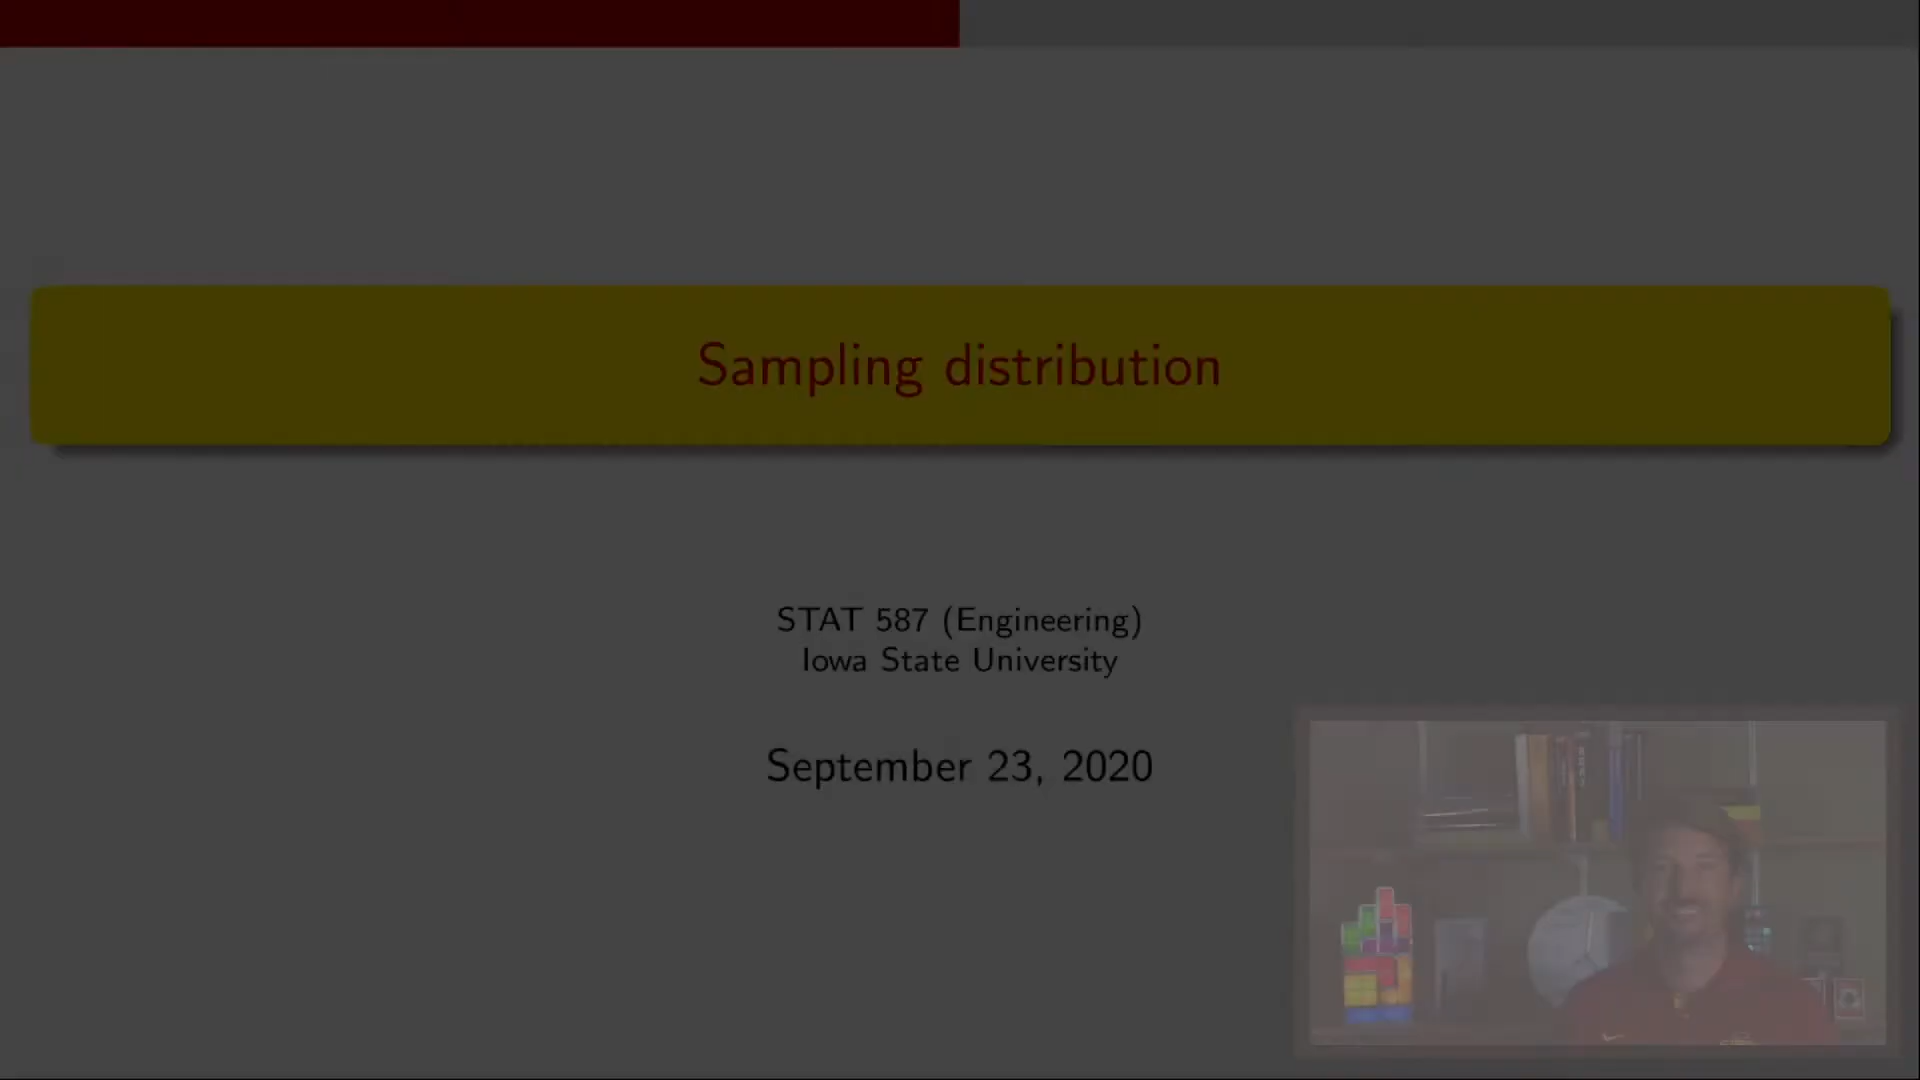 Sampling distribution
STAT 587 (Engineering)
Iowa State University
September 23, 2020